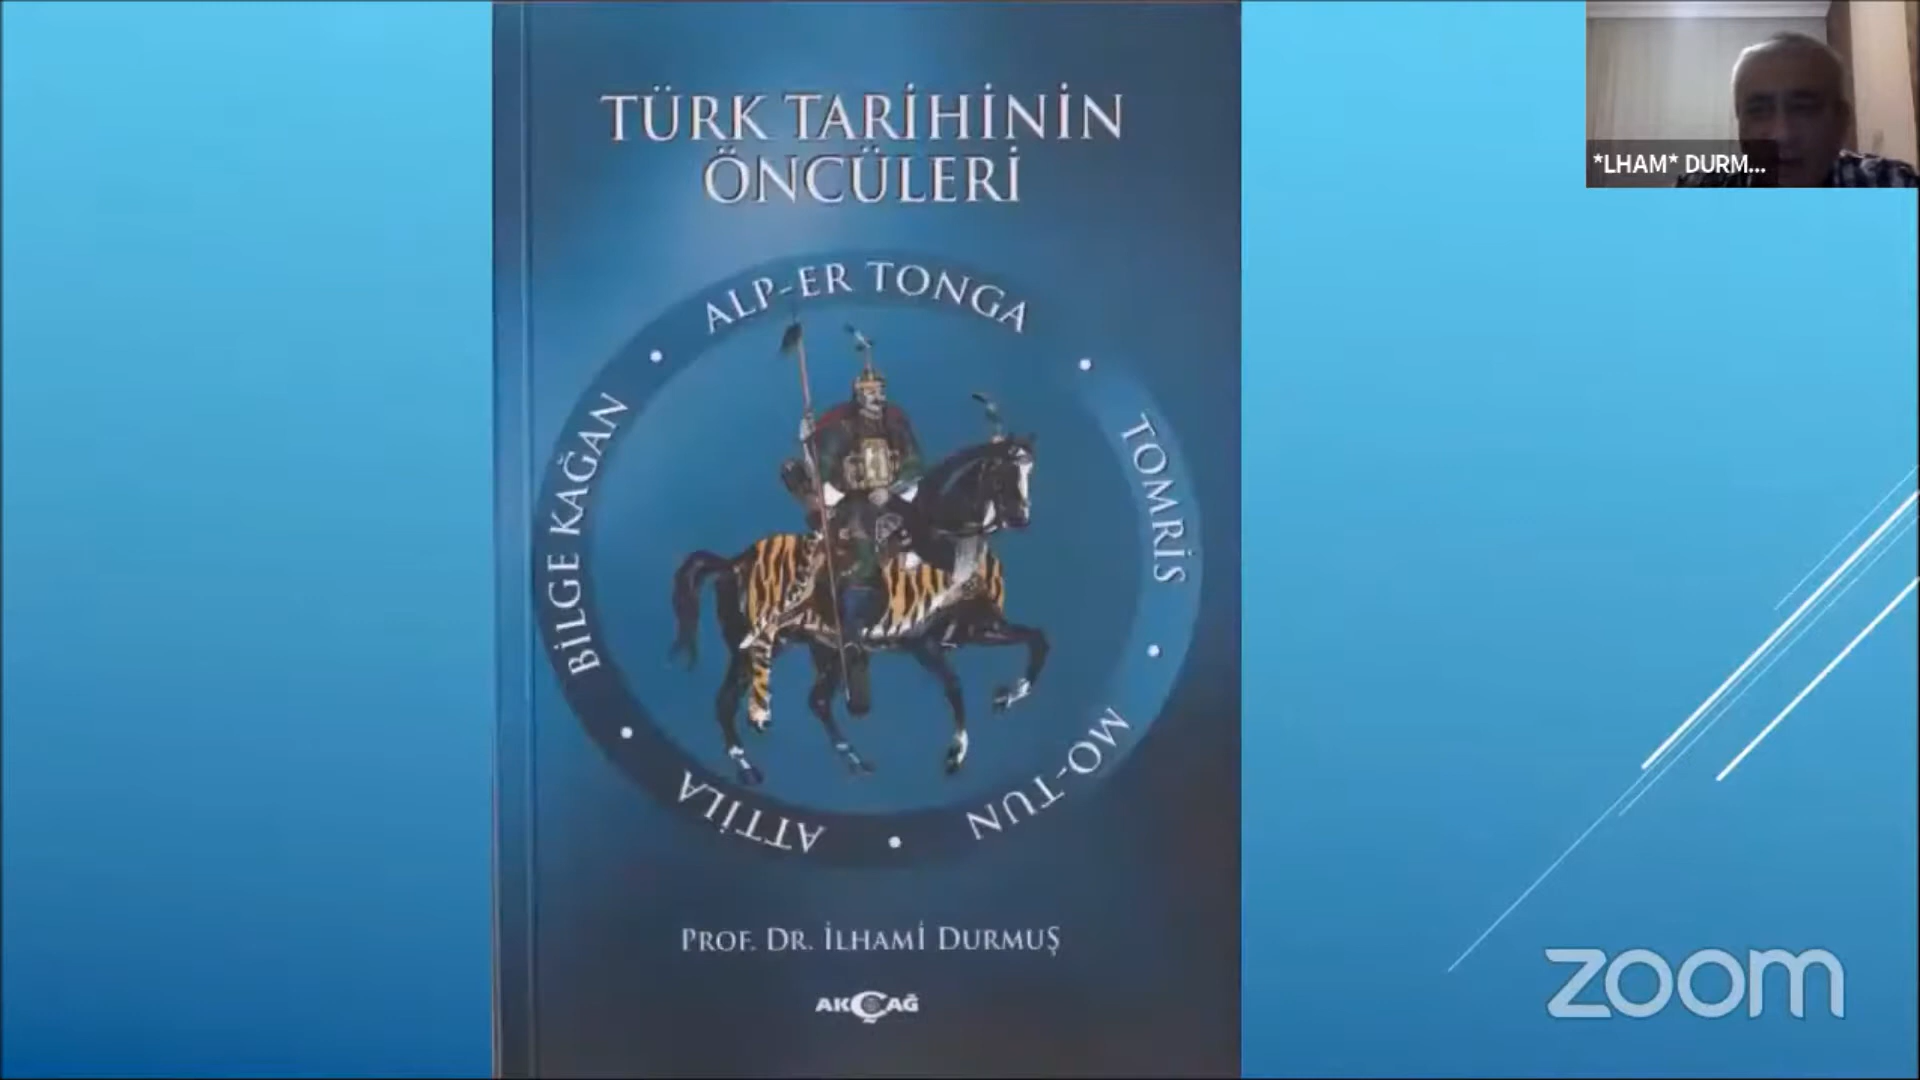 TÜRK TARİHİNİN
ÖNCÜLERİ
ALP-ER TONGA
TOMRİS
MO-TUN
ATTİLA
BİLGE KAĞAN
PROF. DR. İLHAMİ DURMUŞ
AKÇAĞ
*LHAM* DURM...
zoom